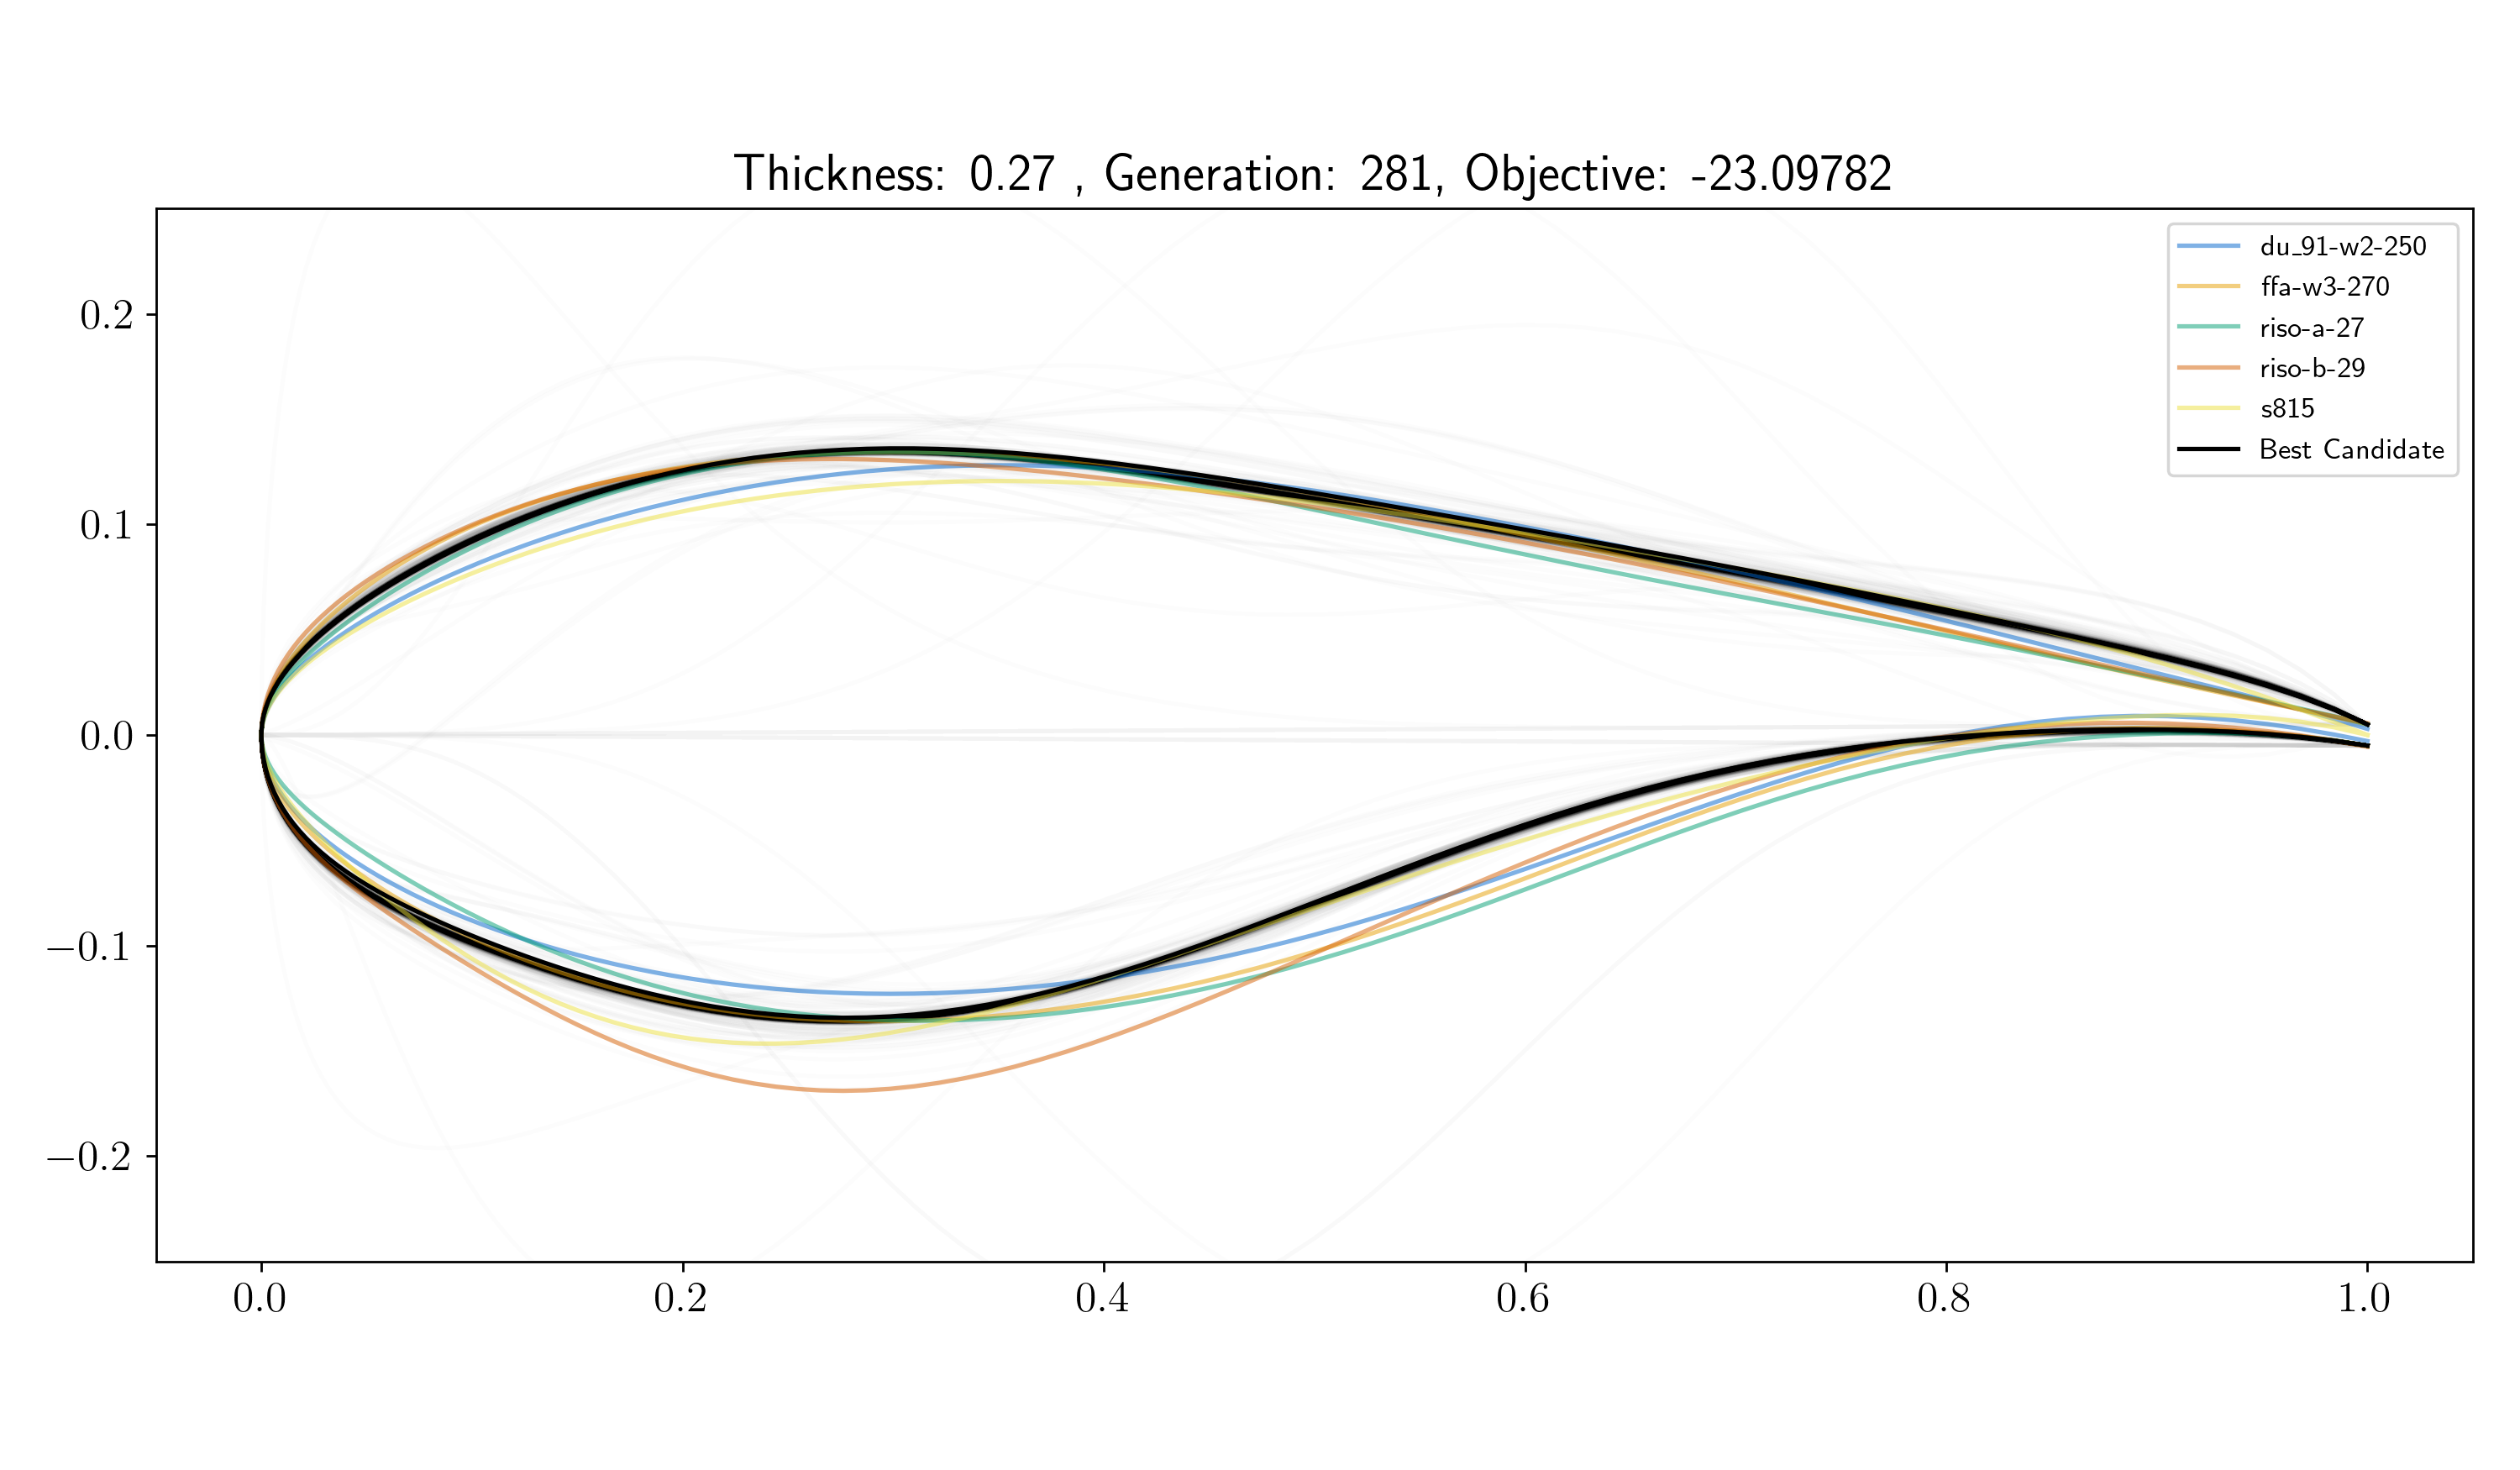 Thickness: 0.27 , Generation: 281, Objective: -23.09782
du_91-w2-250
ffa-w3-270
riso-a-27
riso-b-29
s815
Best Candidate
0.2
0.1
0.0
−0.1
−0.2
0.0 0.2 0.4 0.6 0.8 1.0